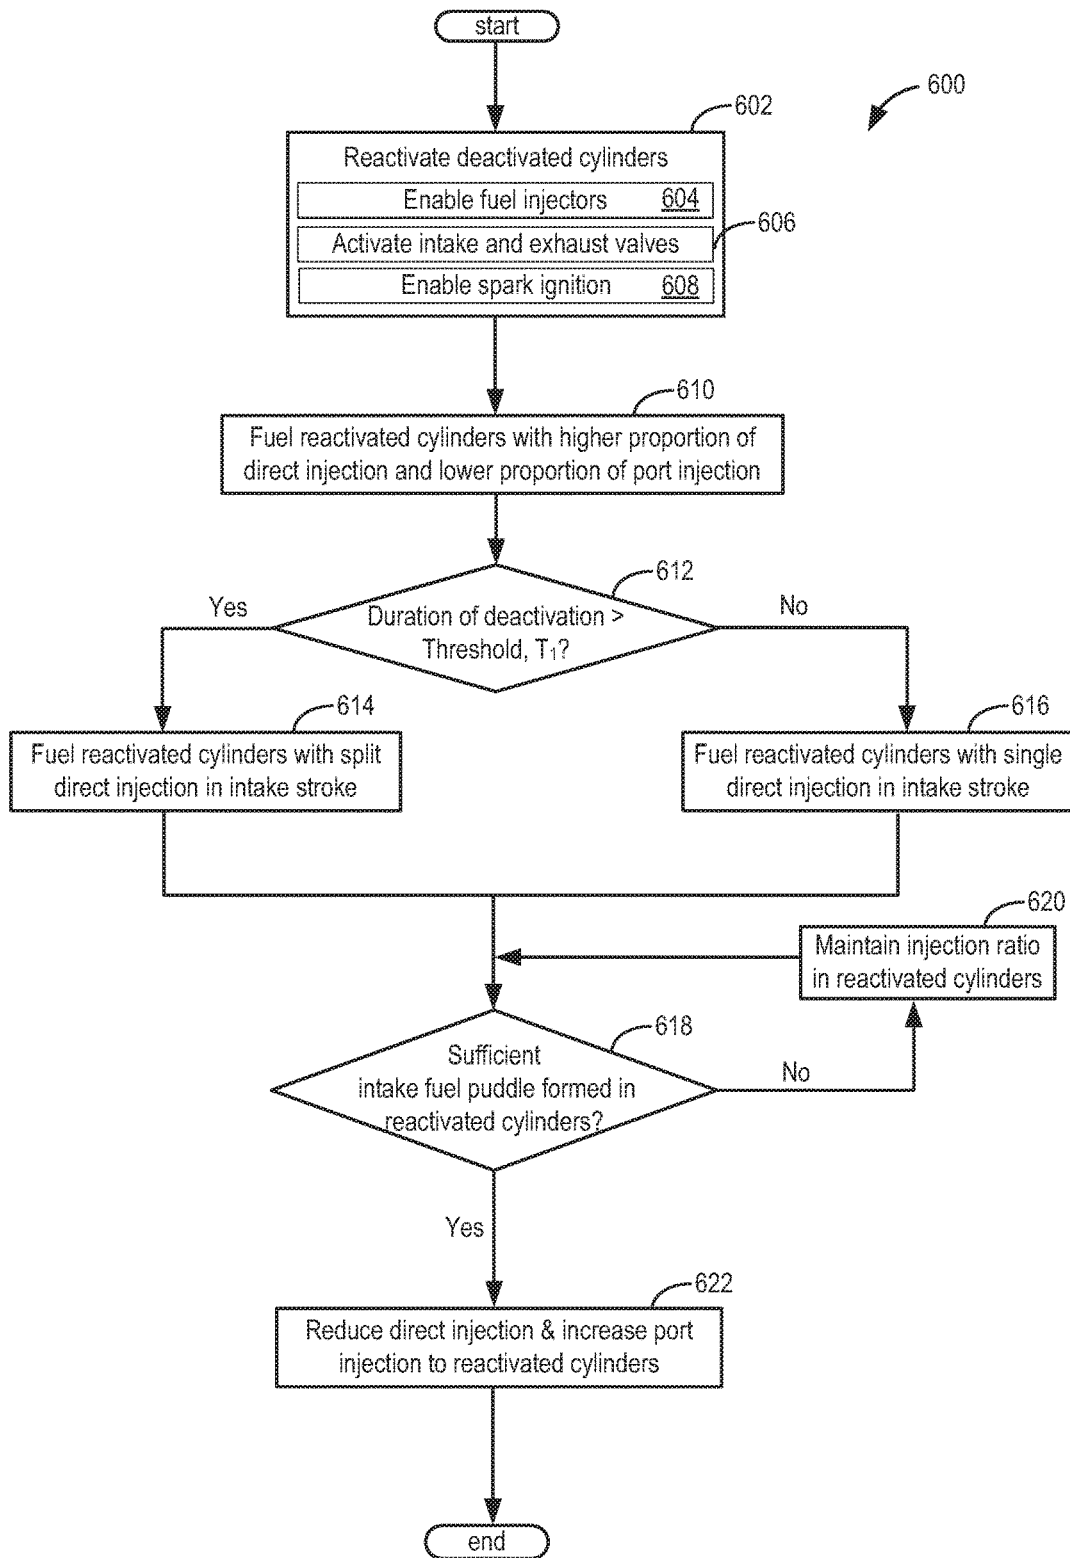 start
600
602
Reactivate deactivated cylinders
Enable fuel injectors 604
606
Activate intake and exhaust valves
Enable spark ignition 608
610
Fuel reactivated cylinders with higher proportion of
direct injection and lower proportion of port injection
612
Yes
No
Duration of deactivation >
Threshold, T₁?
614
616
Fuel reactivated cylinders with split
direct injection in intake stroke
Fuel reactivated cylinders with single
direct injection in intake stroke
620
Maintain injection ratio
in reactivated cylinders
618
Sufficient
intake fuel puddle formed in
reactivated cylinders?
No
Yes
622
Reduce direct injection & increase port
injection to reactivated cylinders
end